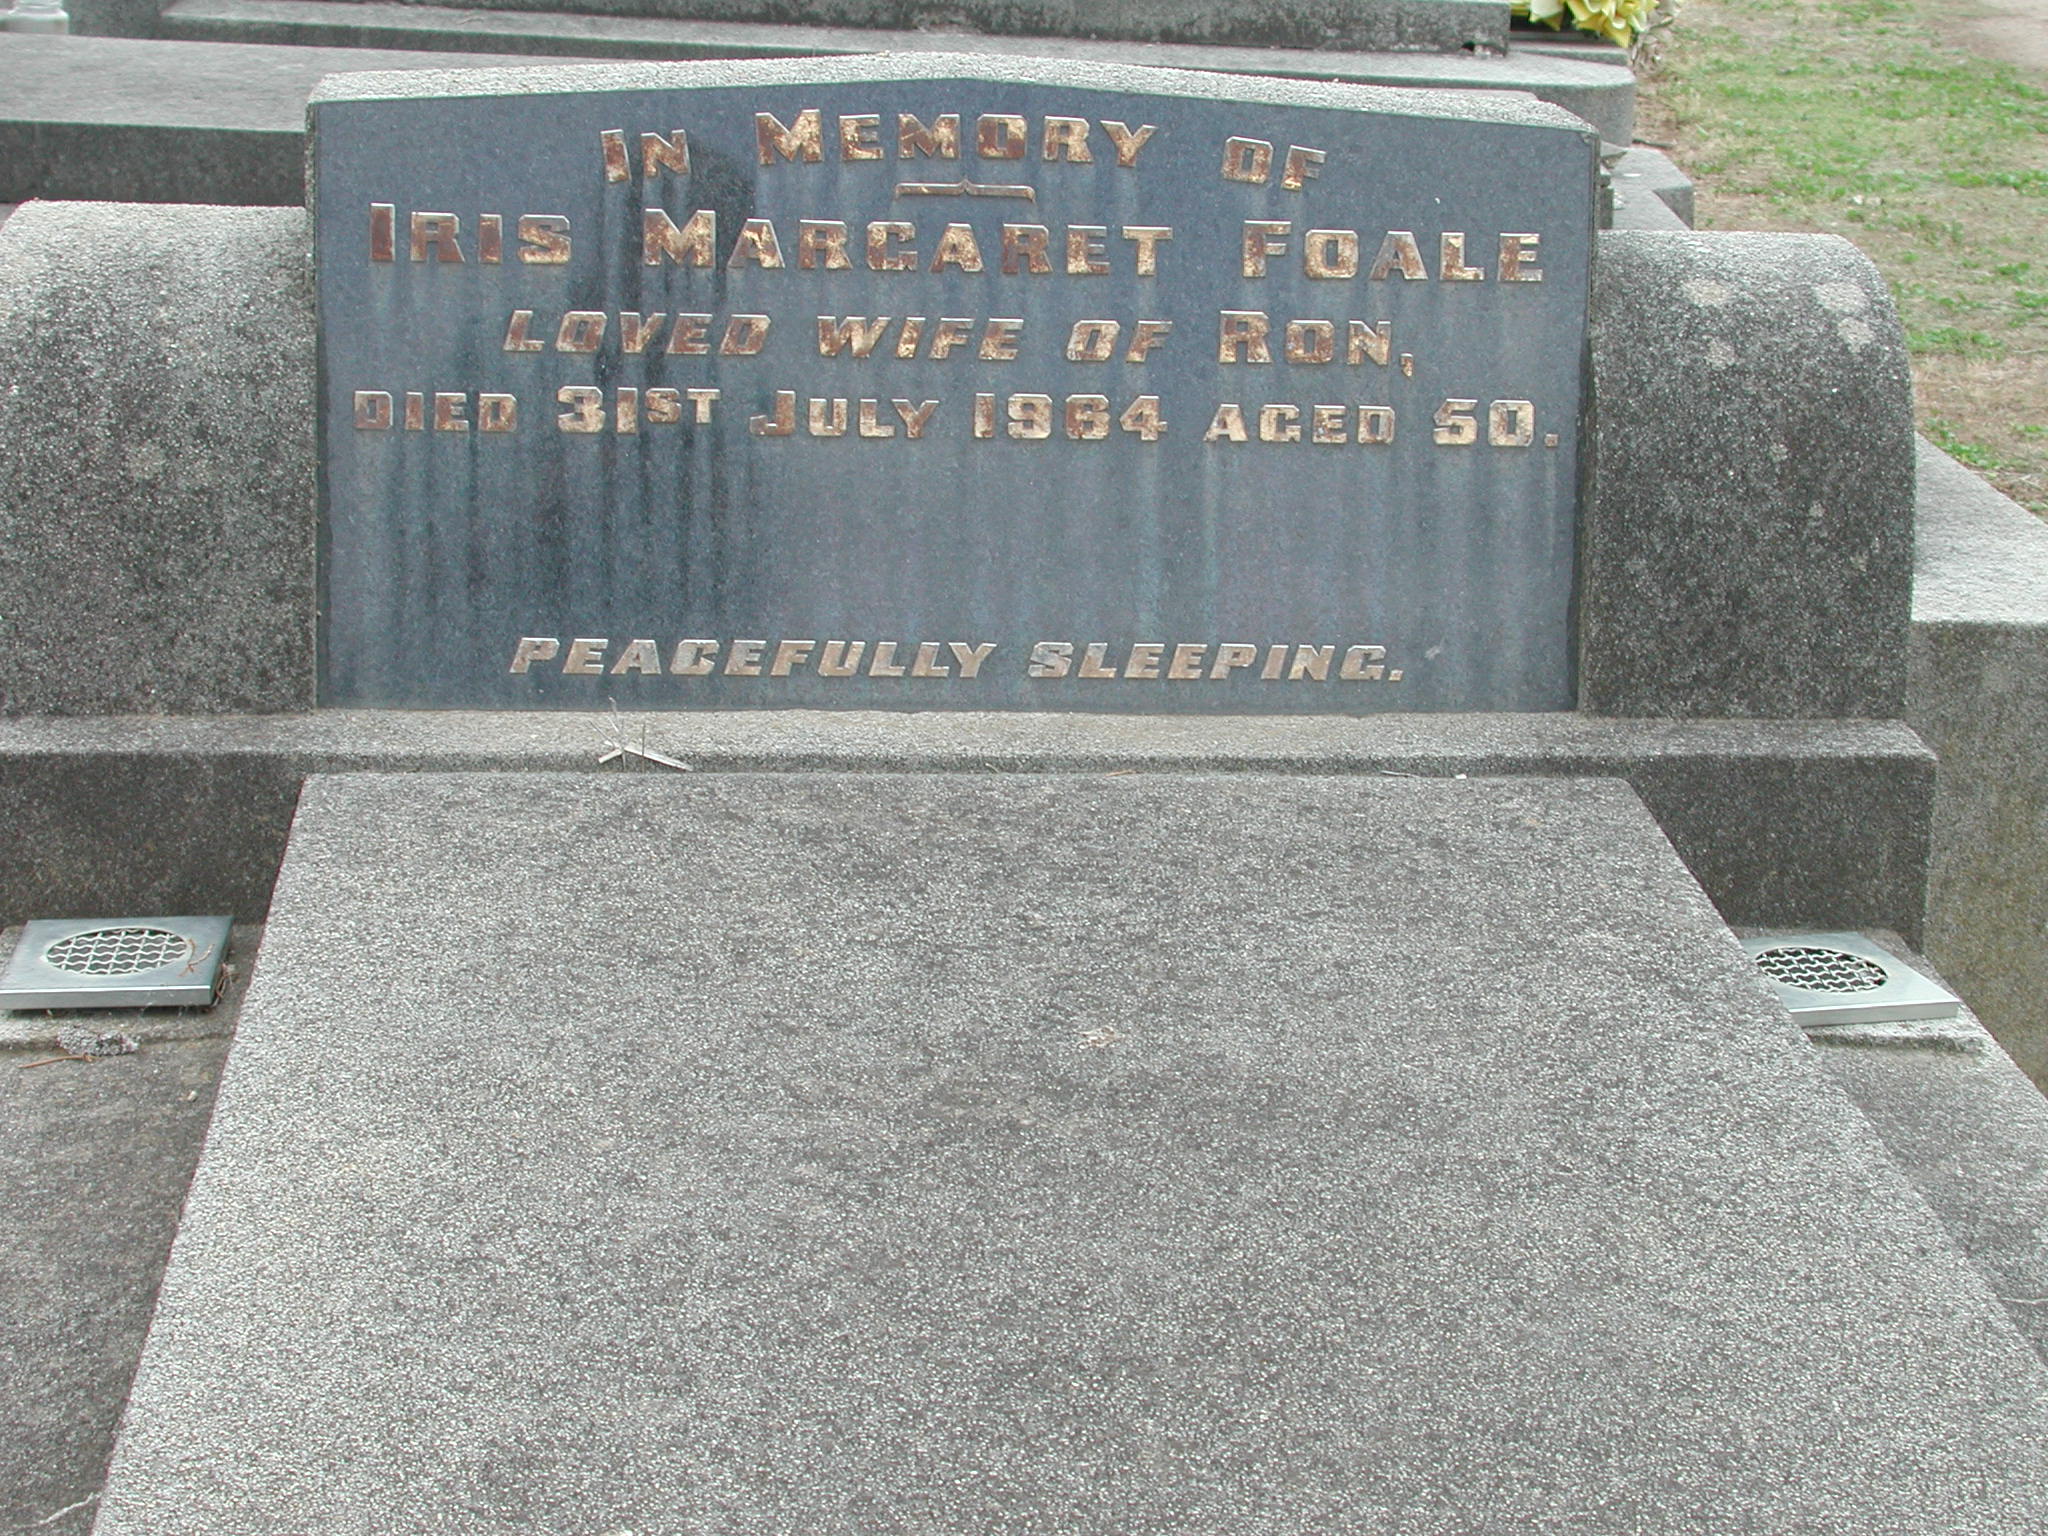 IN MEMORY OF
IRIS MARGARET FOALE
LOVED WIFE OF RON,
DIED 31ST JULY 1964 AGED 50.
PEACEFULLY SLEEPING.